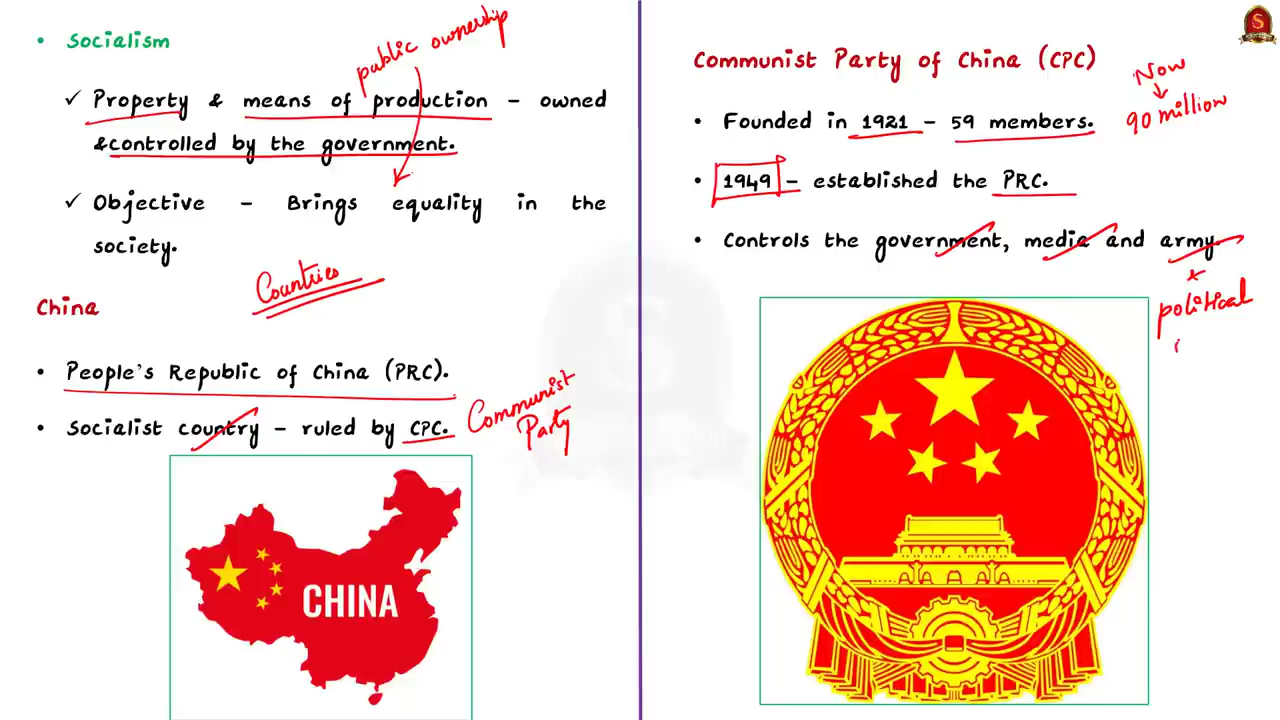 • Socialism
public ownership
✓ Property & means of production – owned
&controlled by the government.
✓ Objective – Brings equality in the
society.
Countries
China
• People's Republic of China (PRC).
• Socialist country – ruled by CPC.
Communist
Party
CHINA
Communist Party of China (CPC)
Now
90 million
• Founded in 1921 – 59 members.
• 1949 – established the PRC.
• Controls the government, media and army.
political
S